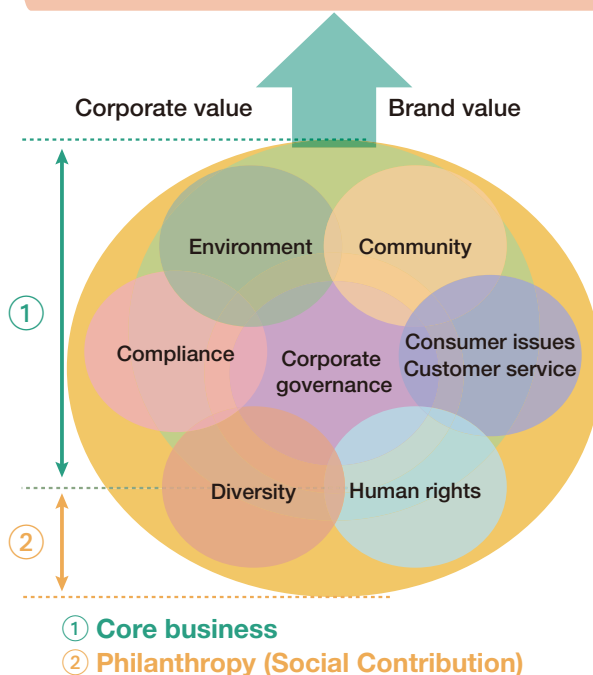 Corporate value
Brand value
Environment
Community
①
Compliance
Corporate
governance
Consumer issues
Customer service
Diversity
Human rights
②
① Core business
② Philanthropy (Social Contribution)